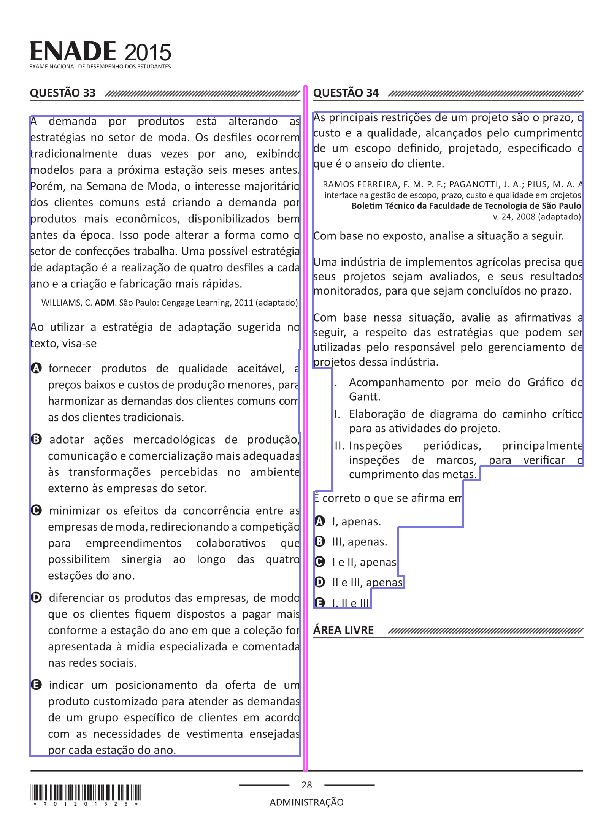 ENADE 2015
EXAME NACIONAL DE DESEMPENHO DOS ESTUDANTES
QUESTÃO 33
A demanda por produtos está alterando as
estratégias no setor de moda. Os desfiles ocorrem
tradicionalmente duas vezes por ano, exibindo
modelos para a próxima estação seis meses antes.
Porém, na Semana de Moda, o interesse majoritário
dos clientes comuns está criando a demanda por
produtos mais econômicos, disponibilizados bem
antes da época. Isso pode alterar a forma como o
setor de confecções trabalha. Uma possível estratégia
de adaptação é a realização de quatro desfiles a cada
ano e a criação e fabricação mais rápidas.
WILLIAMS, C. ADM. São Paulo: Cengage Learning, 2011 (adaptado)
Ao utilizar a estratégia de adaptação sugerida no
texto, visa-se
A fornecer produtos de qualidade aceitável, a
preços baixos e custos de produção menores, para
harmonizar as demandas dos clientes comuns com
as dos clientes tradicionais.
B adotar ações mercadológicas de produção,
comunicação e comercialização mais adequadas
às transformações percebidas no ambiente
externo às empresas do setor.
C minimizar os efeitos da concorrência entre as
empresas de moda, redirecionando a competição
para empreendimentos colaborativos que
possibilitem sinergia ao longo das quatro
estações do ano.
D diferenciar os produtos das empresas, de modo
que os clientes fiquem dispostos a pagar mais
conforme a estação do ano em que a coleção for
apresentada à mídia especializada e comentada
nas redes sociais.
E indicar um posicionamento da oferta de um
produto customizado para atender as demandas
de um grupo específico de clientes em acordo
com as necessidades de vestimenta ensejadas
por cada estação do ano.
QUESTÃO 34
As principais restrições de um projeto são o prazo, o
custo e a qualidade, alcançados pelo cumprimento
de um escopo definido, projetado, especificado e
que é o anseio do cliente.
RAMOS FERREIRA, F. M. P. F.; PAGANOTTI, J. A.; PIUS, M. A. A
interface na gestão de escopo, prazo, custo e qualidade em projetos
Boletim Técnico da Faculdade de Tecnologia de São Paulo
v. 24, 2008 (adaptado)
Com base no exposto, analise a situação a seguir.
Uma indústria de implementos agrícolas precisa que
seus projetos sejam avaliados, e seus resultados
monitorados, para que sejam concluídos no prazo.
Com base nessa situação, avalie as afirmativas a
seguir, a respeito das estratégias que podem ser
utilizadas pelo responsável pelo gerenciamento de
projetos dessa indústria.
. Acompanhamento por meio do Gráfico de
Gantt.
I. Elaboração de diagrama do caminho crítico
para as atividades do projeto.
II. Inspeções periódicas, principalmente
inspeções de marcos, para verificar o
cumprimento das metas.
É correto o que se afirma em
A I, apenas.
B III, apenas.
C I e II, apenas
D II e III, apenas
E I, II e III
ÁREA LIVRE
28
ADMINISTRAÇÃO